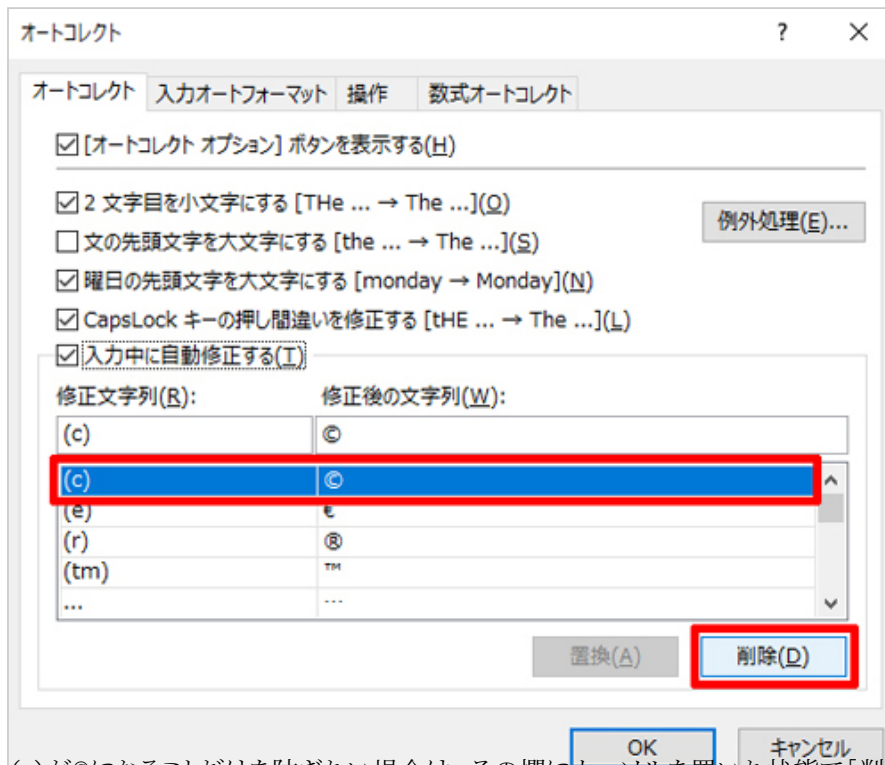 オートコレクト ? ×
オートコレクト 入力オートフォーマット 操作 数式オートコレクト
[オートコレクト オプション] ボタンを表示する(H)
2 文字目を小文字にする [THe ... → The ...](O)
例外処理(E)...
文の先頭文字を大文字にする [the ... → The ...](S)
曜日の先頭文字を大文字にする [monday → Monday](N)
CapsLock キーの押し間違いを修正する [tHE ... → The ...](L)
入力中に自動修正する(T)
修正文字列(R): 修正後の文字列(W):
(c) ©
(c) ©
(e) €
(r) ®
(tm) ™
... ...
置換(A) 削除(D)
OK キャンセル